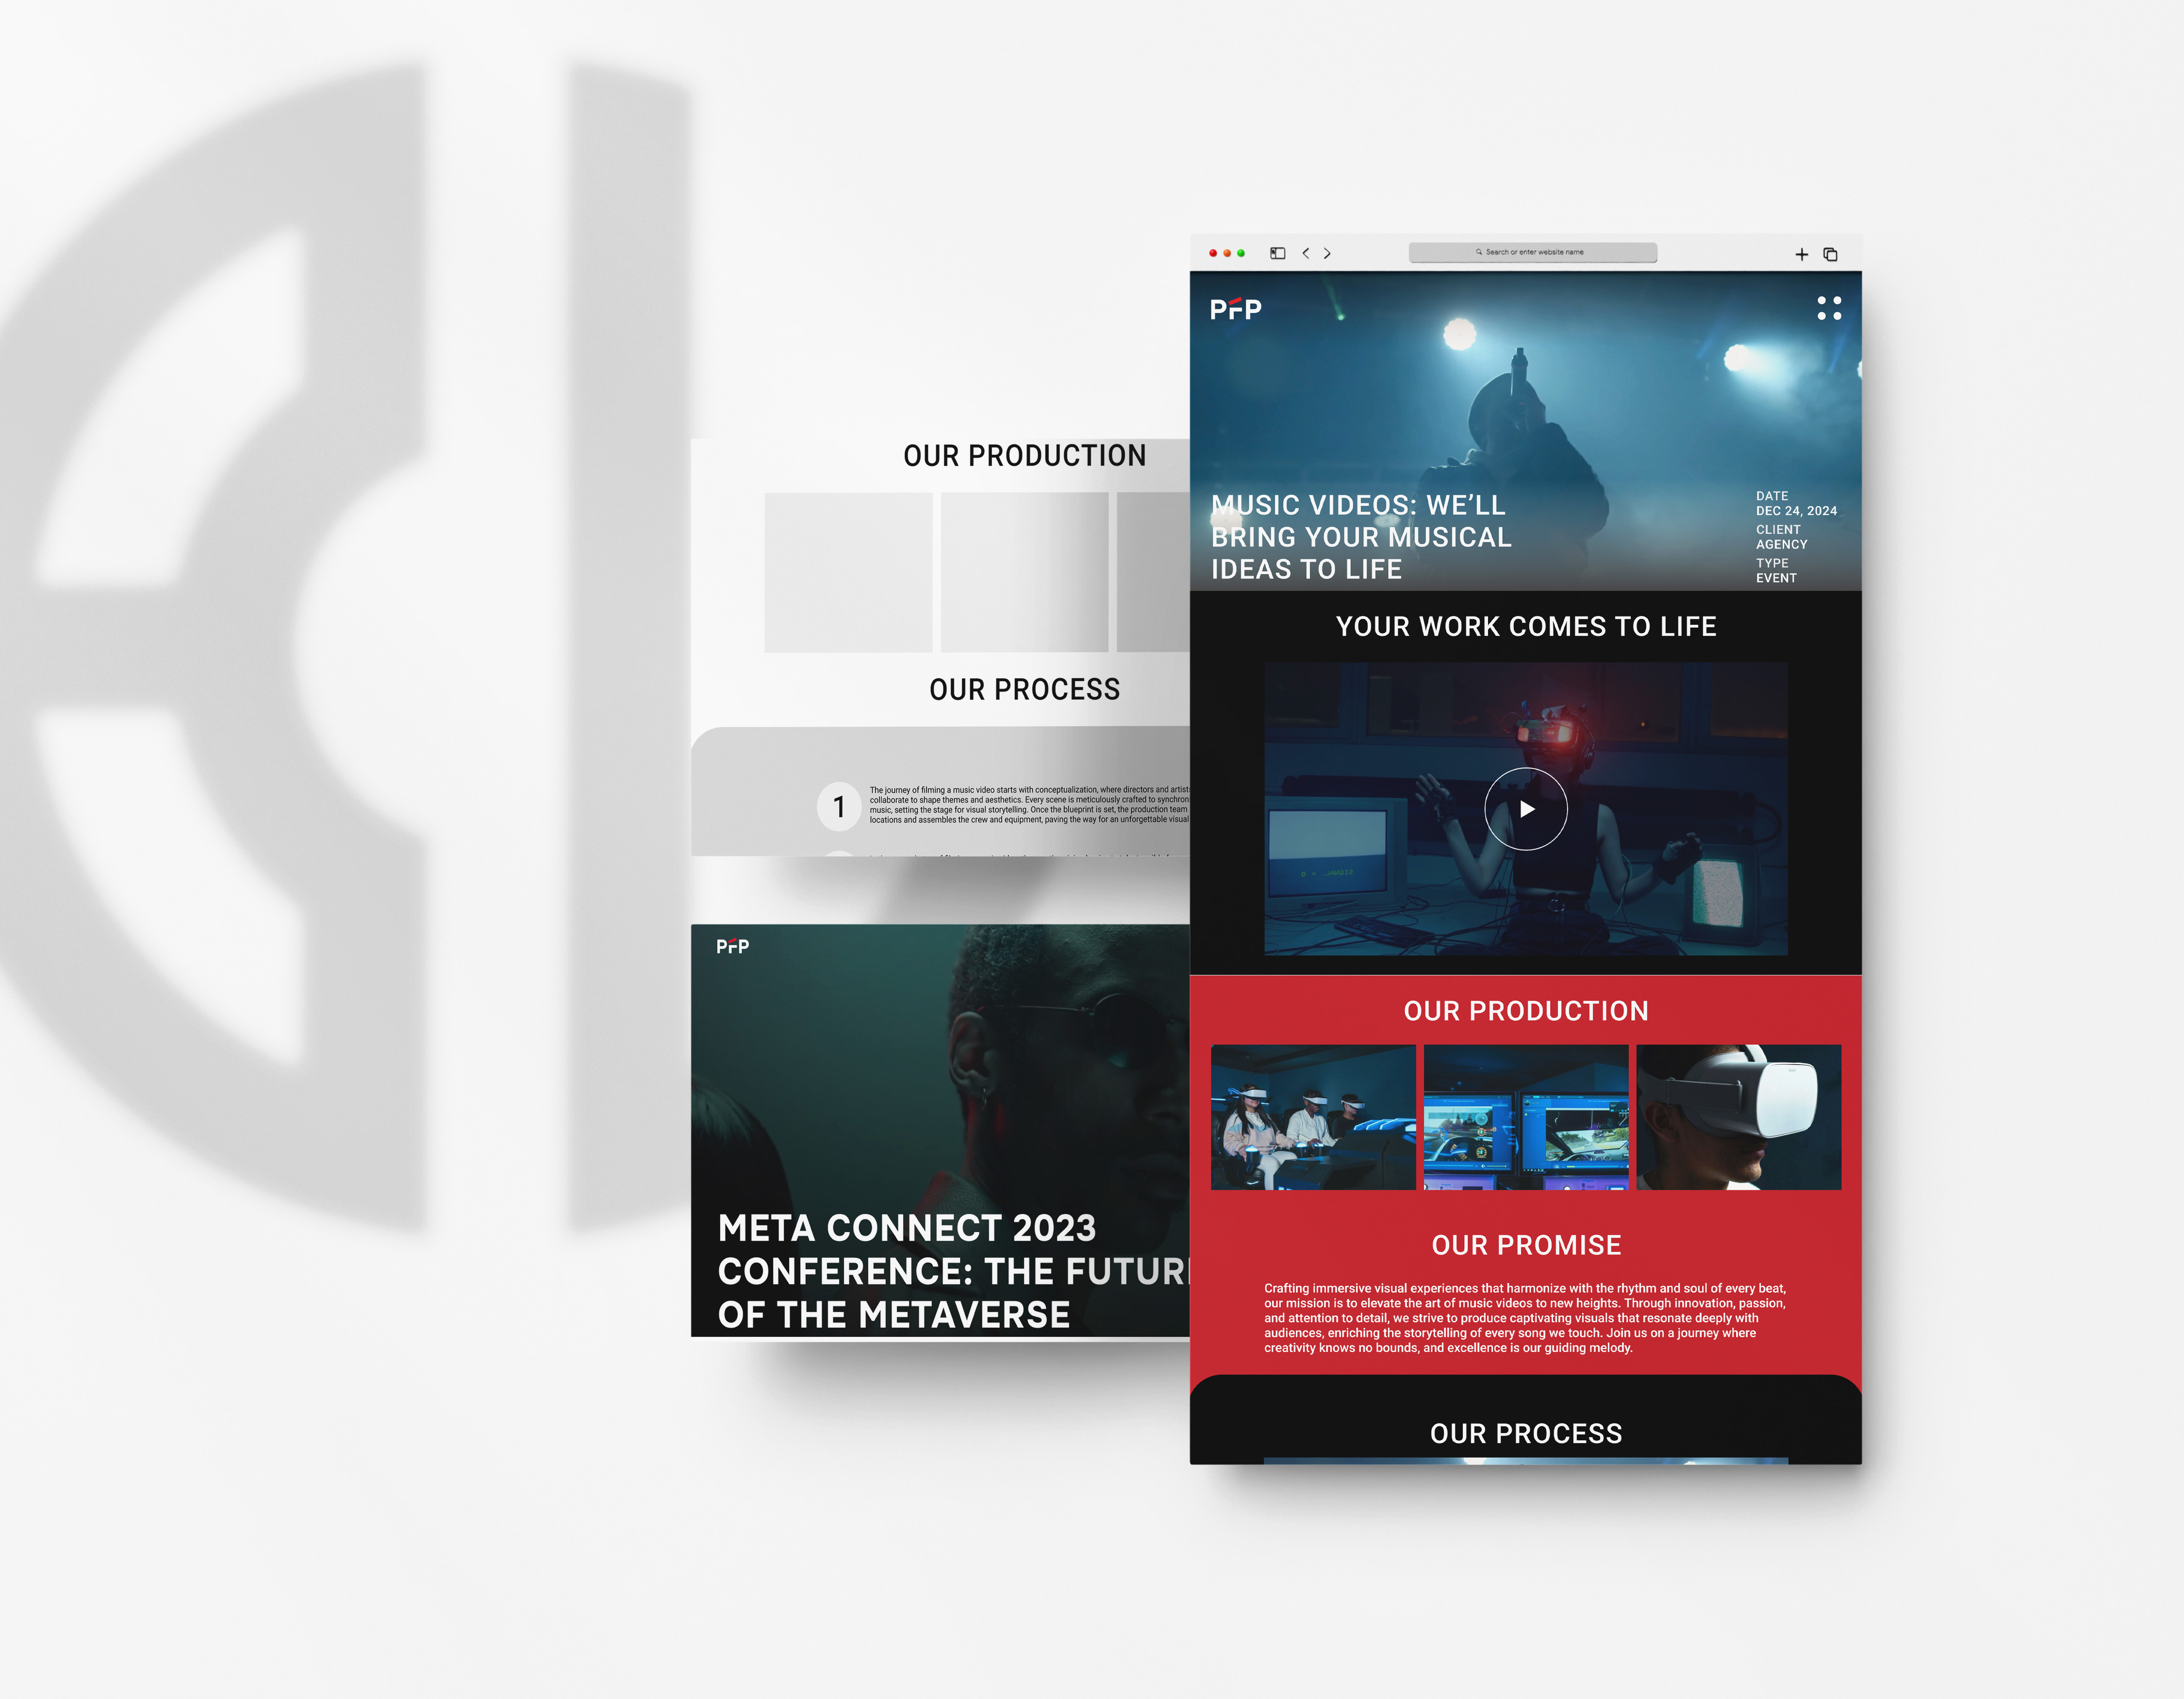 OUR PRODUCTION
OUR PROCESS
1
The journey of filming a music video starts with conceptualization, where directors and artist
collaborate to shape themes and aesthetics. Every scene is meticulously crafted to synchron
music, setting the stage for visual storytelling. Once the blueprint is set, the production team
locations and assembles the crew and equipment, paving the way for an unforgettable visual
PFP
META CONNECT 2023
CONFERENCE: THE FUTUR
OF THE METAVERSE
Search or enter website name
PFP
MUSIC VIDEOS: WE’LL
BRING YOUR MUSICAL
IDEAS TO LIFE
DATE
DEC 24, 2024
CLIENT
AGENCY
TYPE
EVENT
YOUR WORK COMES TO LIFE
OUR PRODUCTION
OUR PROMISE
Crafting immersive visual experiences that harmonize with the rhythm and soul of every beat,
our mission is to elevate the art of music videos to new heights. Through innovation, passion,
and attention to detail, we strive to produce captivating visuals that resonate deeply with
audiences, enriching the storytelling of every song we touch. Join us on a journey where
creativity knows no bounds, and excellence is our guiding melody.
OUR PROCESS